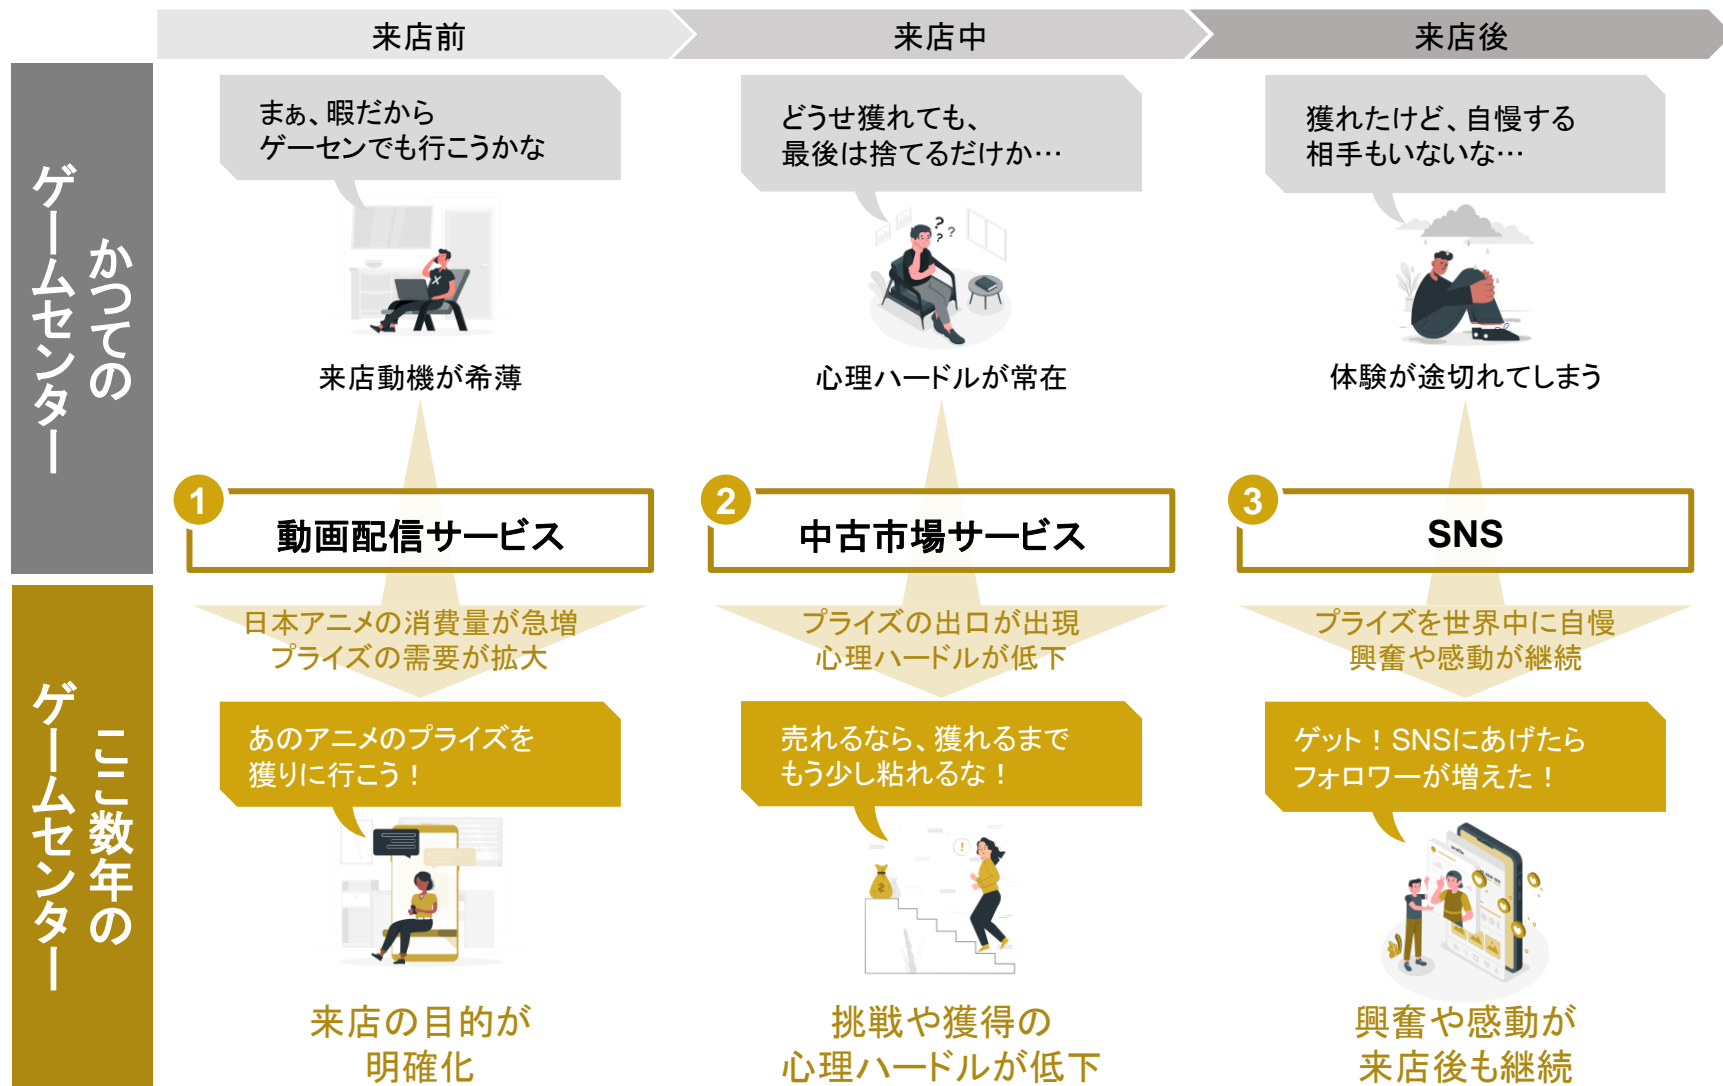 来店前
来店中
来店後
かつての
ゲームセンター
まぁ、暇だから
ゲーセンでも行こうかな
どうせ獲れても、
最後は捨てるだけか…
獲れたけど、自慢する
相手もいないな…
来店動機が希薄
心理ハードルが常在
体験が途切れてしまう
1
動画配信サービス
2
中古市場サービス
3
SNS
日本アニメの消費量が急増
プライズの需要が拡大
プライズの出口が出現
心理ハードルが低下
プライズを世界中に自慢
興奮や感動が継続
ここ数年の
ゲームセンター
あのアニメのプライズを
獲りに行こう！
売れるなら、獲れるまで
もう少し粘れるな！
ゲット！SNSにあげたら
フォロワーが増えた！
来店の目的が
明確化
挑戦や獲得の
心理ハードルが低下
興奮や感動が
来店後も継続